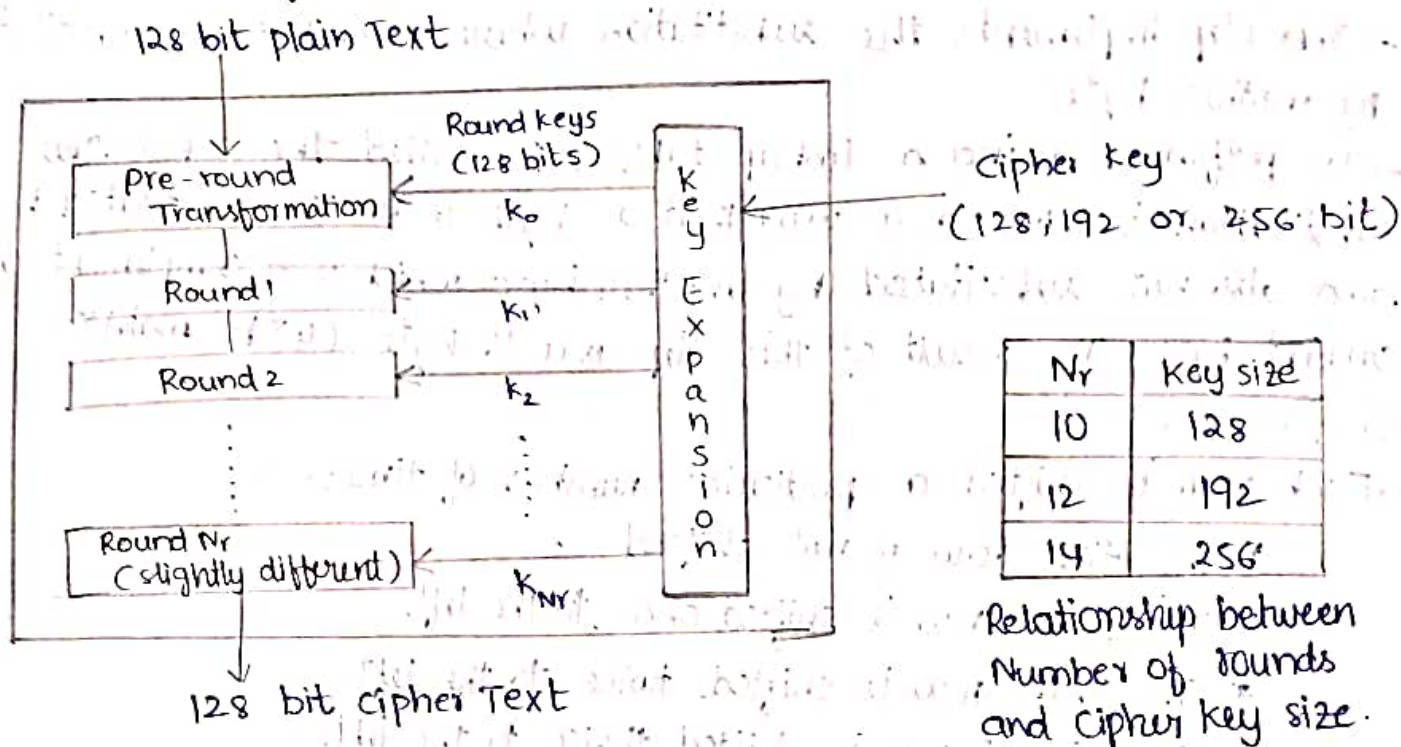 128 bit plain Text
Round keys
(128 bits)
Pre-round
Transformation
K0
Cipher key.
(128, 192 or 256 bit)
Round 1
K1
Round 2
K2
Key Expansion
Round Nr
(slightly different)
KNr
128 bit cipher Text
Nr Key size
10 128
12 192
14 256
Relationship between
Number of rounds
and cipher key size.